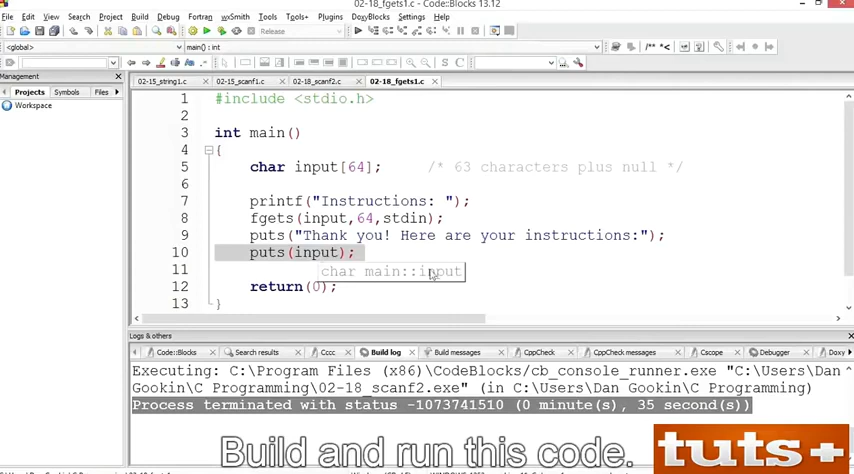 02-18_fgets1.c - Code::Blocks 13.12
File Edit View Search Project Build Debug Fortran wxSmith Tools Tools+ Plugins DoxyBlocks Settings Help
Release
<global> main() : int
/** *<
S C
Management
Projects Symbols Files
Workspace
02-15_string1.c 02-15_scanf1.c 02-18_scanf2.c 02-18_fgets1.c
1 #include <stdio.h>
2
3 int main()
4 {
5 char input[64]; /* 63 characters plus null */
6
7 printf("Instructions: ");
8 fgets(input,64,stdin);
9 puts("Thank you! Here are your instructions:");
10 puts(input);
char main::input
11
12 return(0);
13 }
Logs & others
Code::Blocks Search results Cccc Build log Build messages CppCheck CppCheck messages Cscope Debugger Doxy
Executing: C:\Program Files (x86)\CodeBlocks/cb_console_runner.exe "C:\Users\Dan
Gookin\C Programming\02-18_scanf2.exe" (in C:\Users\Dan Gookin\C Programming)
Process terminated with status -1073741510 (0 minute(s), 35 second(s))
Build and run this code.
tuts+